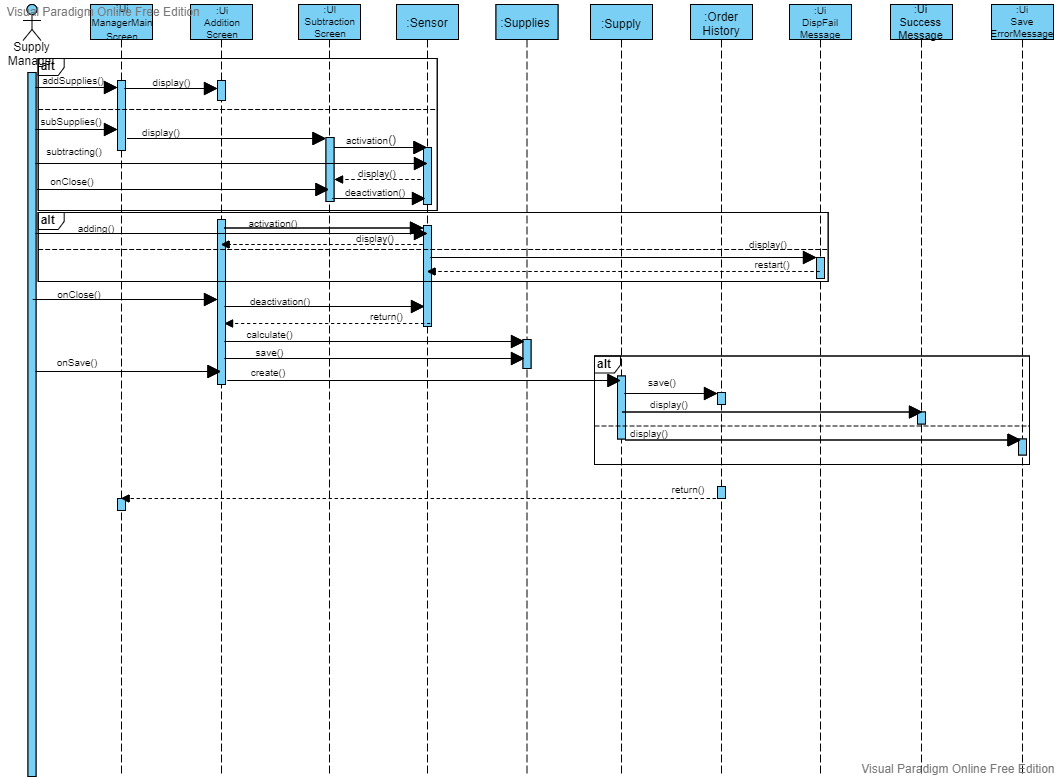 Visual Paradigm Online Free Edition
:Ui
ManagerMain
Screen
:Ui
Addition
Screen
:UI
Subtraction
Screen
:Sensor
:Supplies
:Supply
:Order
History
:Ui
DispFail
Message
:Ui
Success
Message
:Ui
Save
ErrorMessage
Supply
Manager
alt
addSupplies()
display()
subSupplies()
display()
activation()
subtracting()
display()
onClose()
deactivation()
alt
activation()
adding()
display()
display()
restart()
onClose()
deactivation()
return()
calculate()
save()
onSave()
create()
alt
save()
display()
display()
return()
Visual Paradigm Online Free Edition